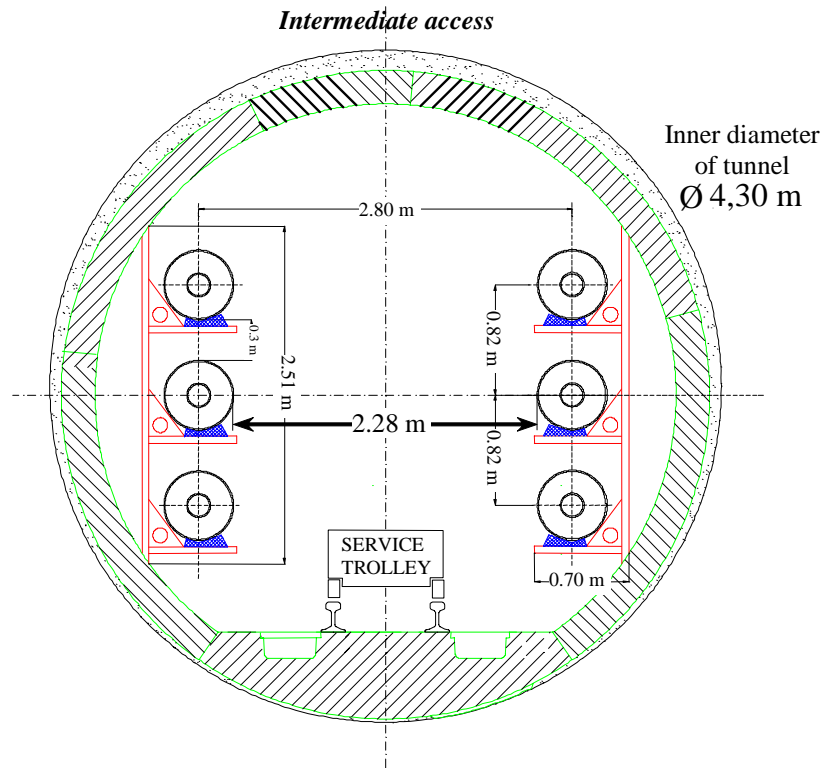 Intermediate access
Inner diameter
of tunnel
Ø 4,30 m
2.80 m
0.3 m
2.51 m
0.82 m
2.28 m
0.82 m
SERVICE
TROLLEY
0.70 m